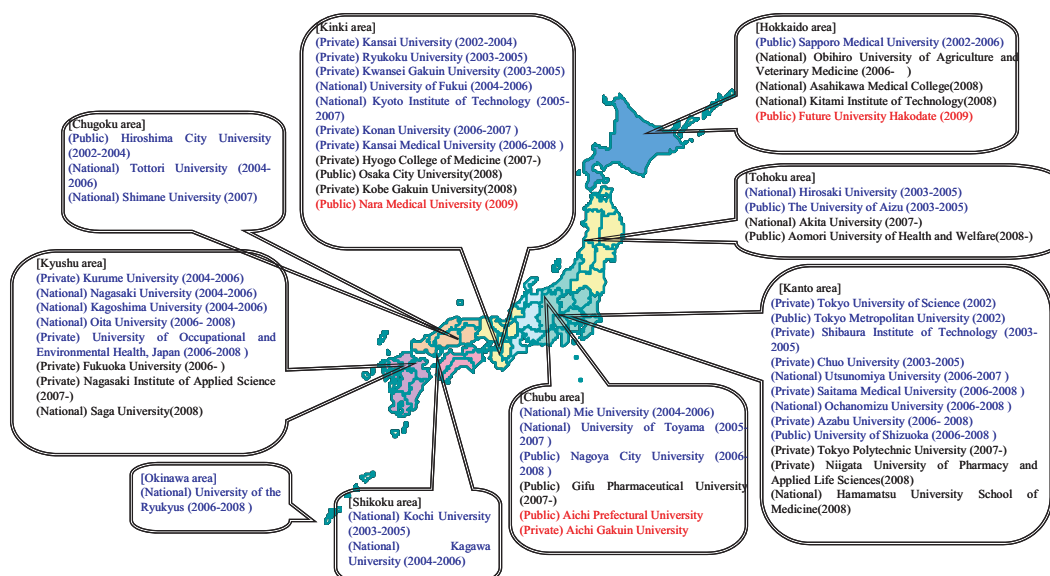 [Kinki area]
(Private) Kansai University (2002-2004)
(Private) Ryukoku University (2003-2005)
(Private) Kwansei Gakuin University (2003-2005)
(National) University of Fukui (2004-2006)
(National) Kyoto Institute of Technology (2005-
2007)
(Private) Konan University (2006-2007 )
(Private) Kansai Medical University (2006-2008 )
(Private) Hyogo College of Medicine (2007-)
(Public) Osaka City University(2008)
(Private) Kobe Gakuin University(2008)
(Public) Nara Medical University (2009)
[Hokkaido area]
(Public) Sapporo Medical University (2002-2006)
(National) Obihiro University of Agriculture and
Veterinary Medicine (2006- )
(National) Asahikawa Medical College(2008)
(National) Kitami Institute of Technology(2008)
(Public) Future University Hakodate (2009)
[Chugoku area]
(Public) Hiroshima City University
(2002-2004)
(National) Tottori University (2004-
2006)
(National) Shimane University (2007)
[Tohoku area]
(National) Hirosaki University (2003-2005)
(Public) The University of Aizu (2003-2005)
(National) Akita University (2007-)
(Public) Aomori University of Health and Welfare(2008-)
[Kyushu area]
(Private) Kurume University (2004-2006)
(National) Nagasaki University (2004-2006)
(National) Kagoshima University (2004-2006)
(National) Oita University (2006- 2008)
(Private) University of Occupational and
Environmental Health, Japan (2006-2008 )
(Private) Fukuoka University (2006- )
(Private) Nagasaki Institute of Applied Science
(2007-)
(National) Saga University(2008)
[Kanto area]
(Private) Tokyo University of Science (2002)
(Public) Tokyo Metropolitan University (2002)
(Private) Shibaura Institute of Technology (2003-
2005)
(Private) Chuo University (2003-2005)
(National) Utsunomiya University (2006-2007 )
(Private) Saitama Medical University (2006-2008 )
(National) Ochanomizu University (2006-2008 )
(Private) Azabu University (2006- 2008)
(Public) University of Shizuoka (2006-2008 )
(Private) Tokyo Polytechnic University (2007-)
(Private) Niigata University of Pharmacy and
Applied Life Sciences(2008)
(National) Hamamatsu University School of
Medicine(2008)
[Chubu area]
(National) Mie University (2004-2006)
(National) University of Toyama (2005-
2007 )
(Public) Nagoya City University (2006-
2008 )
(Public) Gifu Pharmaceutical University
(2007-)
(Public) Aichi Prefectural University
(Private) Aichi Gakuin University
[Okinawa area]
(National) University of the
Ryukyus (2006-2008 )
[Shikoku area]
(National) Kochi University
(2003-2005)
(National) Kagawa
University (2004-2006)